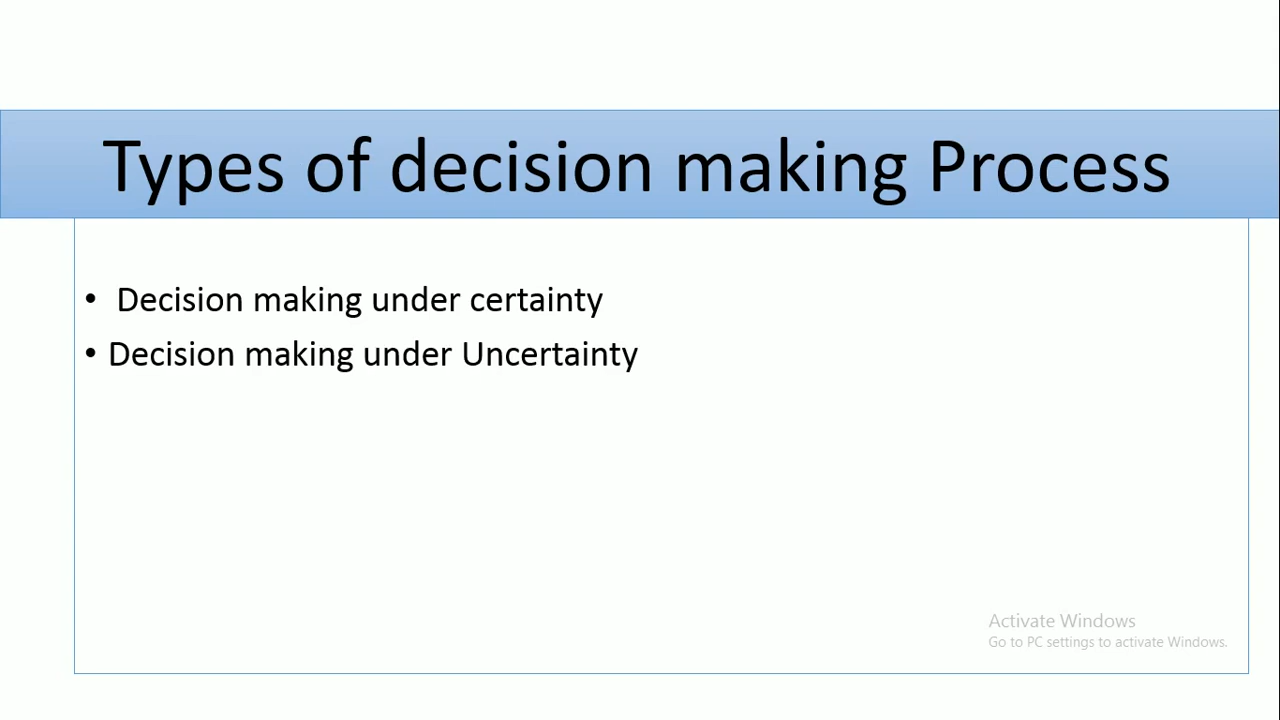 Types of decision making Process
• Decision making under certainty
• Decision making under Uncertainty
Activate Windows
Go to PC settings to activate Windows.